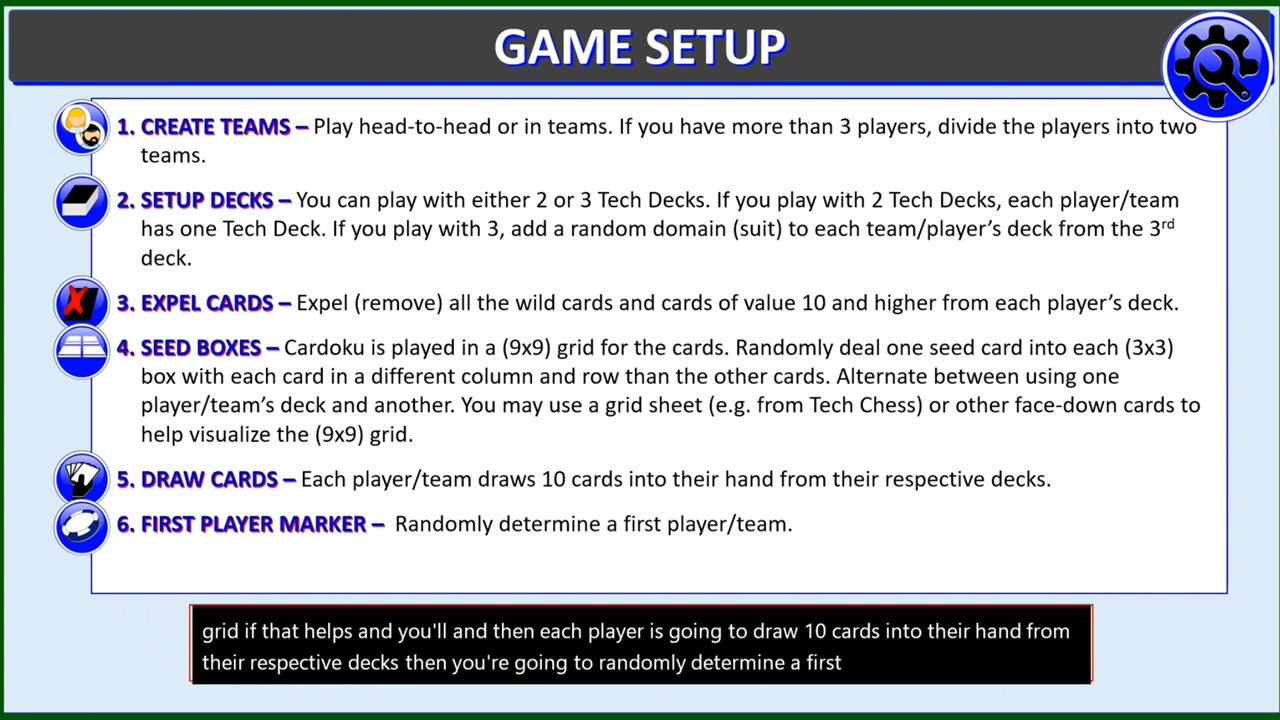 GAME SETUP
1. CREATE TEAMS – Play head-to-head or in teams. If you have more than 3 players, divide the players into two
teams.
2. SETUP DECKS – You can play with either 2 or 3 Tech Decks. If you play with 2 Tech Decks, each player/team
has one Tech Deck. If you play with 3, add a random domain (suit) to each team/player’s deck from the 3rd
deck.
3. EXPEL CARDS – Expel (remove) all the wild cards and cards of value 10 and higher from each player’s deck.
4. SEED BOXES – Cardoku is played in a (9x9) grid for the cards. Randomly deal one seed card into each (3x3)
box with each card in a different column and row than the other cards. Alternate between using one
player/team’s deck and another. You may use a grid sheet (e.g. from Tech Chess) or other face-down cards to
help visualize the (9x9) grid.
5. DRAW CARDS – Each player/team draws 10 cards into their hand from their respective decks.
6. FIRST PLAYER MARKER – Randomly determine a first player/team.
grid if that helps and you'll and then each player is going to draw 10 cards into their hand from
their respective decks then you're going to randomly determine a first